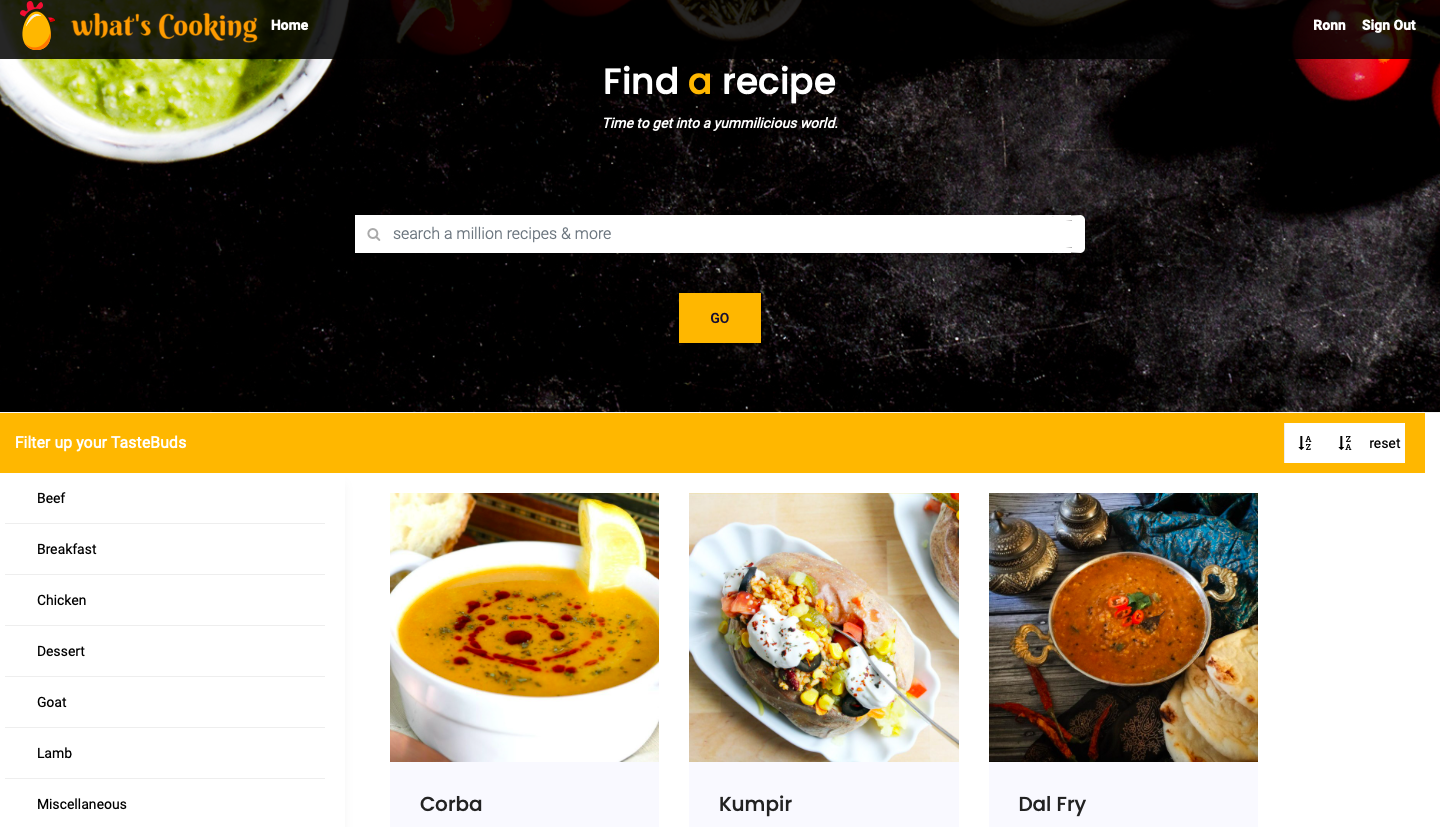 what's Cooking Home Ronn Sign Out
Find a recipe
Time to get into a yummilicious world.
search a million recipes & more
GO
Filter up your TasteBuds A Z Z A reset
Beef
Breakfast
Chicken
Dessert
Goat
Lamb
Miscellaneous
Corba Kumpir Dal Fry